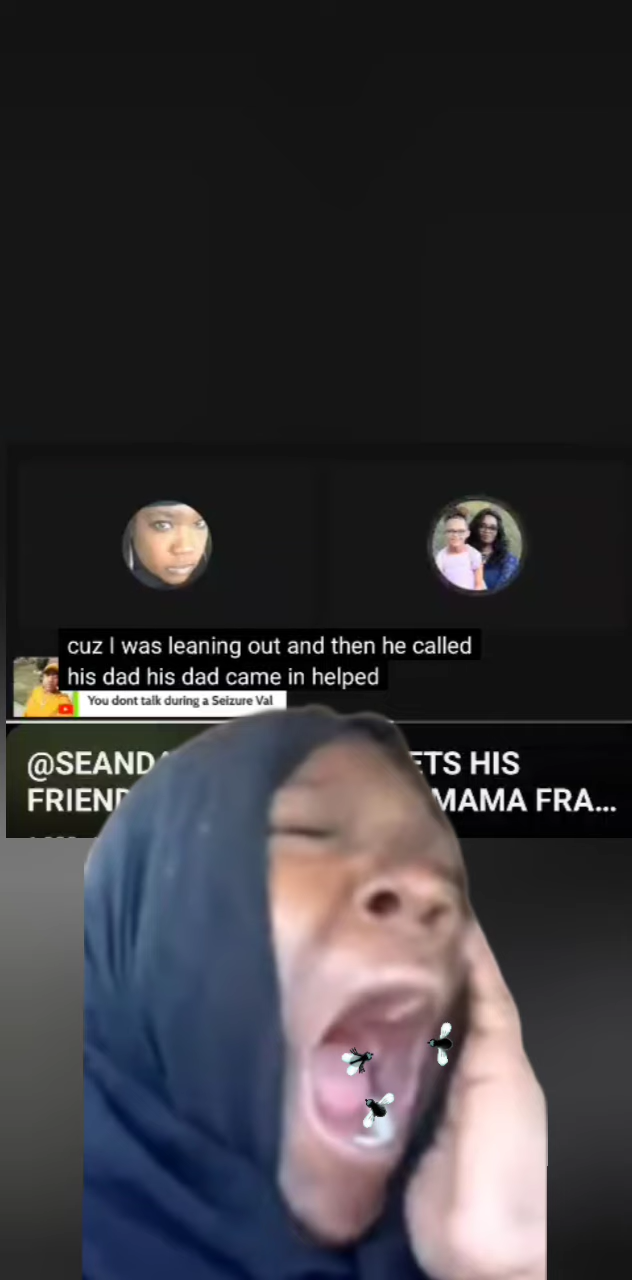 cuz I was leaning out and then he called
his dad his dad came in helped
You dont talk during a Seizure Val
@SEANDA ETS HIS
FRIEND MAMA FRA...